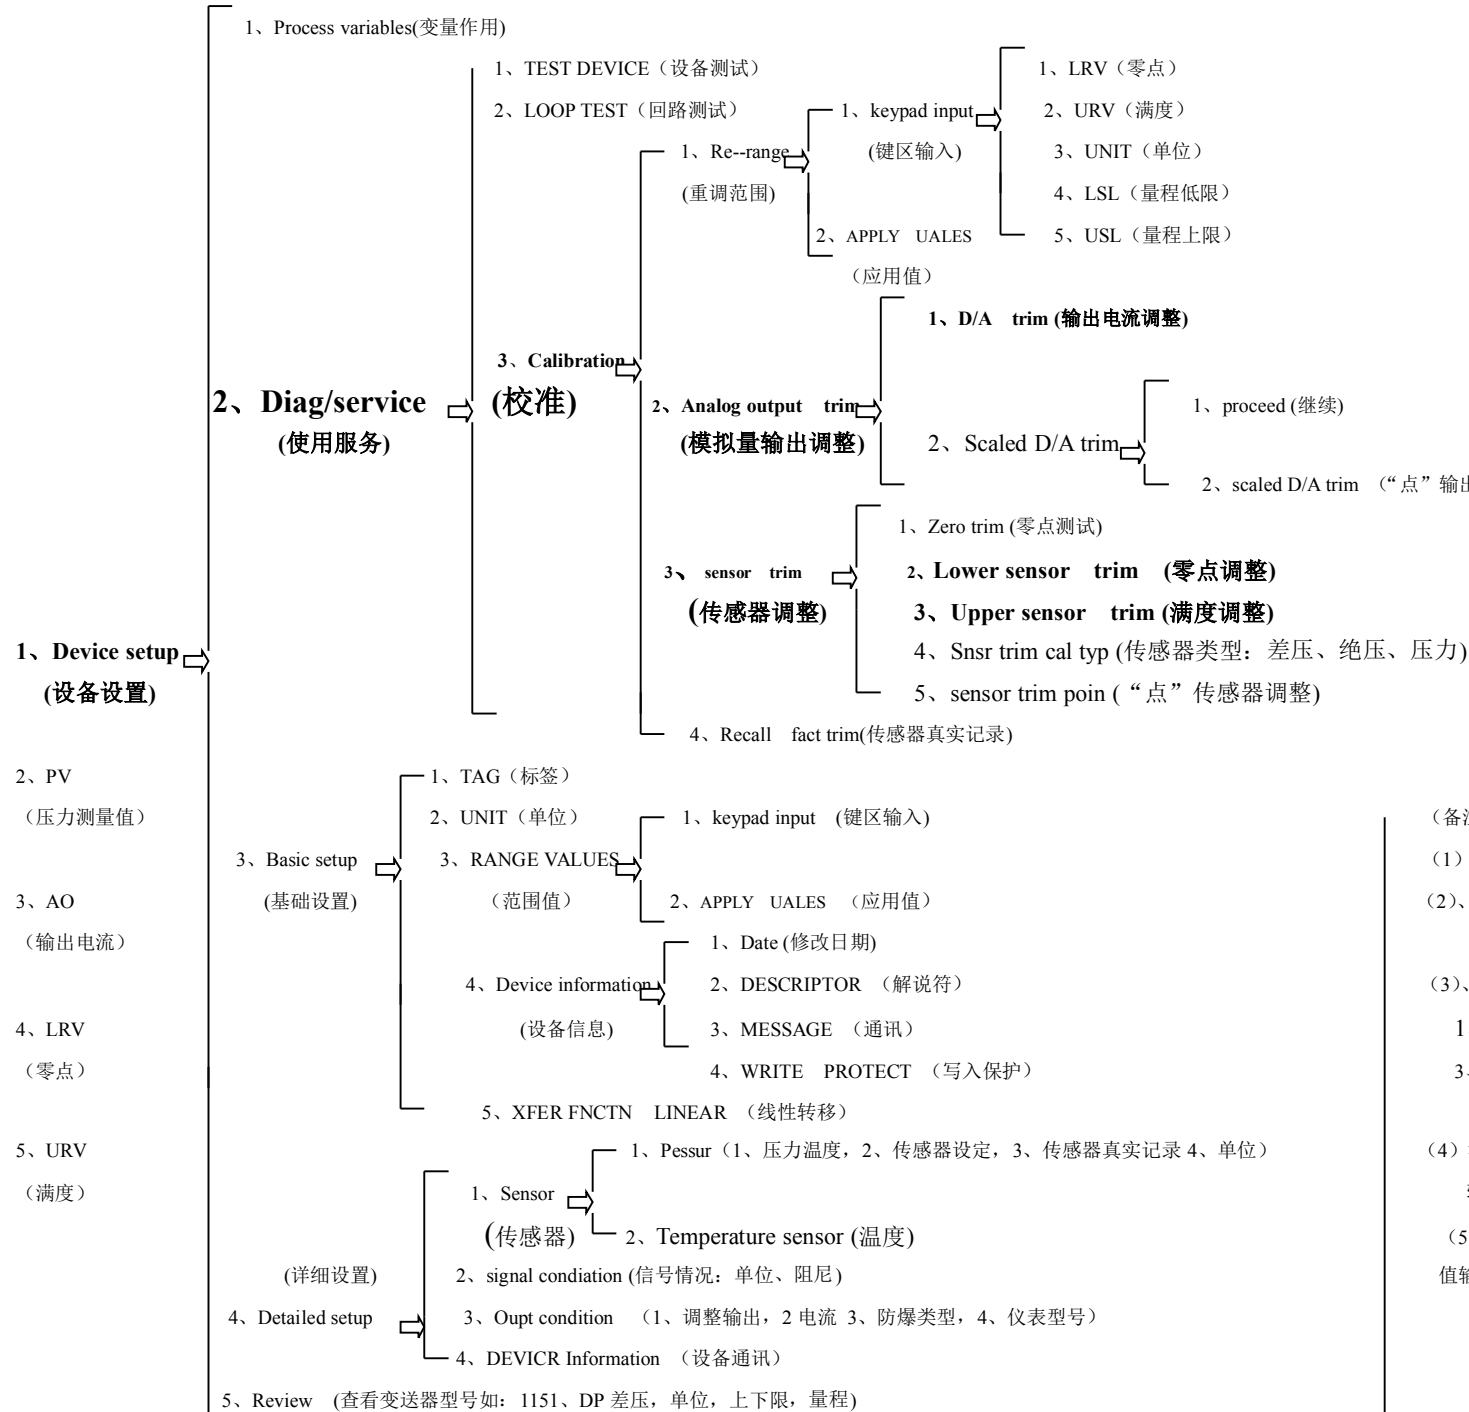 1、Process variables(变量作用)
1、TEST DEVICE（设备测试）
1、LRV（零点）
2、LOOP TEST（回路测试）
1、keypad input
2、URV（满度）
1、Re--range
(键区输入)
3、UNIT（单位）
(重调范围)
4、LSL（量程低限）
2、APPLY UALES
5、USL（量程上限）
（应用值）
1、D/A trim (输出电流调整)
3、Calibration
2、Diag/service
(校准)
2、Analog output trim
1、proceed (继续)
(使用服务)
(模拟量输出调整)
2、Scaled D/A trim
2、scaled D/A trim （“点”输出
1、Zero trim (零点测试)
3、 sensor trim
2、Lower sensor trim (零点调整)
(传感器调整)
3、Upper sensor trim (满度调整)
1、Device setup
4、Snsr trim cal typ (传感器类型：差压、绝压、压力)
(设备设置)
5、sensor trim poin (“点”传感器调整)
4、Recall fact trim(传感器真实记录)
2、PV
1、TAG（标签）
（压力测量值）
2、UNIT（单位）
1、keypad input (键区输入)
（备注
3、Basic setup
3、RANGE VALUES
（1）
3、AO
(基础设置)
（范围值）
2、APPLY UALES （应用值）
（2）、
（输出电流）
1、Date (修改日期)
4、Device information
2、DESCRIPTOR （解说符）
（3）、
4、LRV
(设备信息)
3、MESSAGE （通讯）
1
（零点）
4、WRITE PROTECT （写入保护）
3、
5、XFER FNCTN LINEAR （线性转移）
5、URV
1、Pessur（1、压力温度，2、传感器设定，3、传感器真实记录 4、单位）
（4）
（满度）
1、Sensor
(传感器)
2、Temperature sensor (温度)
（5
(详细设置)
2、signal condiation (信号情况：单位、阻尼)
值输
4、Detailed setup
3、Oupt condition （1、调整输出，2 电流 3、防爆类型，4、仪表型号）
4、DEVICR Information （设备通讯）
5、Review (查看变送器型号如：1151、DP 差压，单位，上下限，量程)